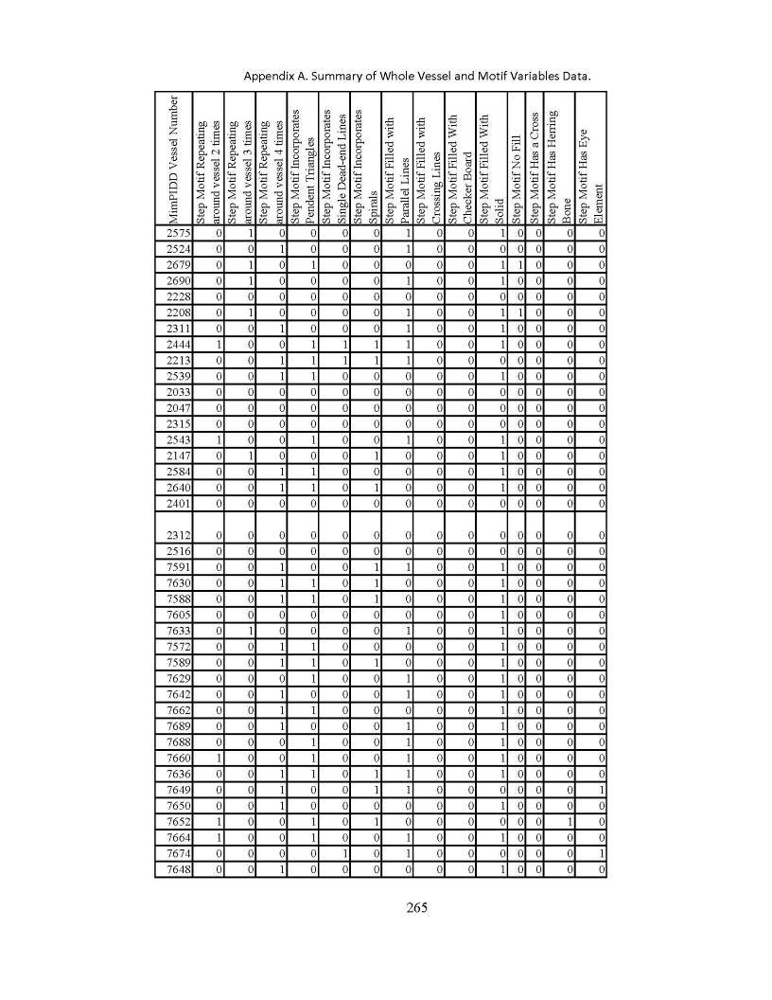 Appendix A. Summary of Whole Vessel and Motif Variables Data.
MimPIDD Vessel Number
Step Motif Repeating
around vessel 2 times
Step Motif Repeating
around vessel 3 times
Step Motif Repeating
around vessel 4 times
Step Motif Incorporates
Pendent Triangles
Step Motif Incorporates
Single Dead-end Lines
Step Motif Incorporates
Spirals
Step Motif Filled with
Parallel Lines
Step Motif Filled with
Crossing Lines
Step Motif Filled With
Checker Board
Step Motif Filled With
Solid
Step Motif No Fill
Step Motif Has a Cross
Step Motif Has Herring
Bone
Step Motif Has Eye
Element
2575 0 1 0 0 0 0 1 0 0 1 0 0 0 0
2524 0 0 1 0 0 0 1 0 0 0 0 0 0 0
2679 0 1 0 1 0 0 0 0 0 1 1 0 0 0
2690 0 1 0 0 0 0 1 0 0 1 0 0 0 0
2228 0 0 0 0 0 0 0 0 0 0 0 0 0 0
2208 0 1 0 0 0 0 1 0 0 1 1 0 0 0
2311 0 0 1 0 0 0 1 0 0 1 0 0 0 0
2444 1 0 0 1 1 1 1 0 0 1 0 0 0 0
2213 0 0 1 1 1 1 1 0 0 0 0 0 0 0
2539 0 0 1 1 0 0 0 0 0 1 0 0 0 0
2033 0 0 0 0 0 0 0 0 0 0 0 0 0 0
2047 0 0 0 0 0 0 0 0 0 0 0 0 0 0
2315 0 0 0 0 0 0 0 0 0 0 0 0 0 0
2543 1 0 0 1 0 0 1 0 0 1 0 0 0 0
2147 0 1 0 0 0 1 0 0 0 1 0 0 0 0
2584 0 0 1 1 0 0 0 0 0 1 0 0 0 0
2640 0 0 1 1 0 1 0 0 0 1 0 0 0 0
2401 0 0 0 0 0 0 0 0 0 0 0 0 0 0
2312 0 0 0 0 0 0 0 0 0 0 0 0 0 0
2516 0 0 0 0 0 0 0 0 0 0 0 0 0 0
7591 0 0 1 0 0 1 1 0 0 1 0 0 0 0
7630 0 0 1 1 0 1 0 0 0 1 0 0 0 0
7588 0 0 1 1 0 1 0 0 0 1 0 0 0 0
7605 0 0 0 0 0 0 0 0 0 1 0 0 0 0
7633 0 1 0 0 0 0 1 0 0 1 0 0 0 0
7572 0 0 1 1 0 0 0 0 0 1 0 0 0 0
7589 0 0 1 1 0 1 0 0 0 1 0 0 0 0
7629 0 0 0 1 0 0 1 0 0 1 0 0 0 0
7642 0 0 1 0 0 0 1 0 0 1 0 0 0 0
7662 0 0 1 1 0 0 0 0 0 1 0 0 0 0
7689 0 0 1 0 0 0 1 0 0 1 0 0 0 0
7688 0 0 0 1 0 0 1 0 0 1 0 0 0 0
7660 1 0 0 1 0 0 1 0 0 1 0 0 0 0
7636 0 0 1 1 0 1 1 0 0 1 0 0 0 0
7649 0 0 1 0 0 1 1 0 0 0 0 0 0 1
7650 0 0 1 0 0 0 0 0 0 1 0 0 0 0
7652 1 0 0 1 0 1 0 0 0 0 0 0 1 0
7664 1 0 0 1 0 0 1 0 0 1 0 0 0 0
7674 0 0 0 0 1 0 1 0 0 0 0 0 0 1
7648 0 0 1 0 0 0 0 0 0 1 0 0 0 0
265